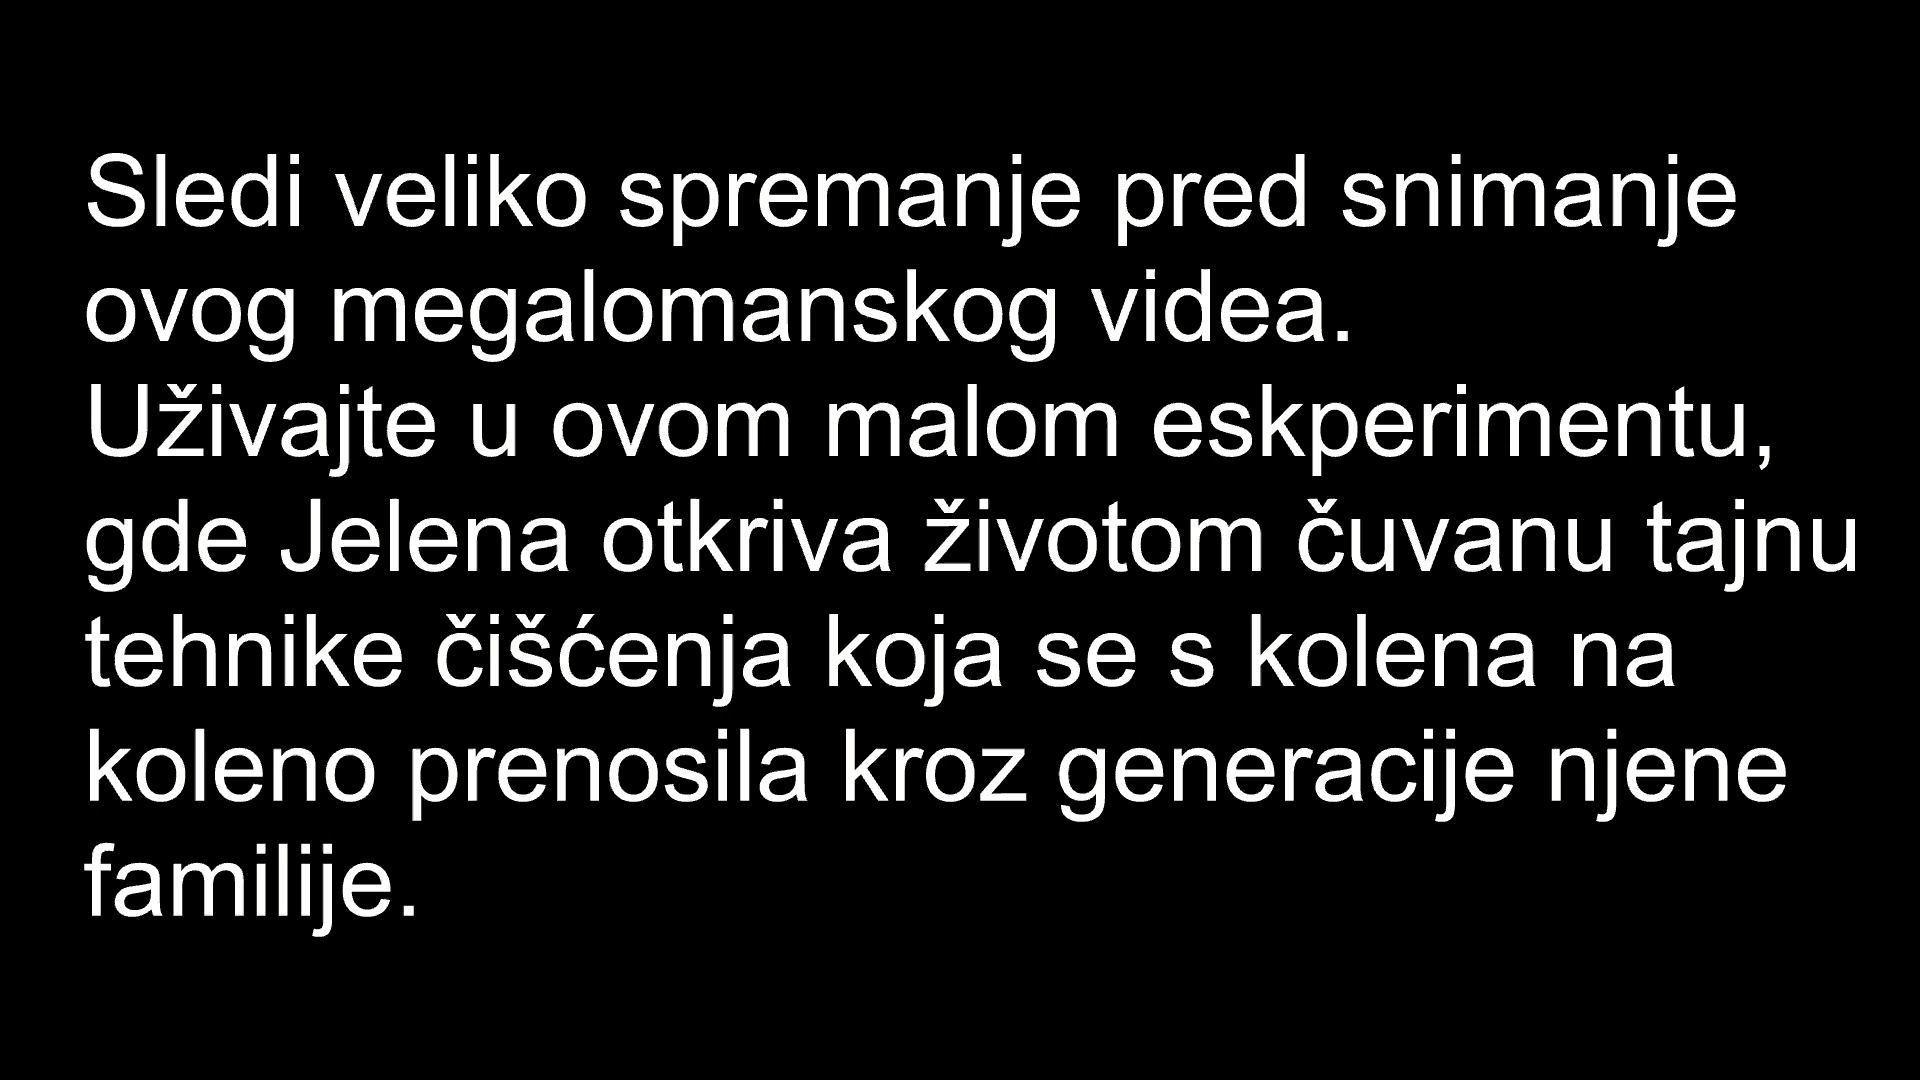 Sledi veliko spremanje pred snimanje
ovog megalomanskog videa.
Uživajte u ovom malom eskperimentu,
gde Jelena otkriva životom čuvanu tajnu
tehnike čišćenja koja se s kolena na
koleno prenosila kroz generacije njene
familije.